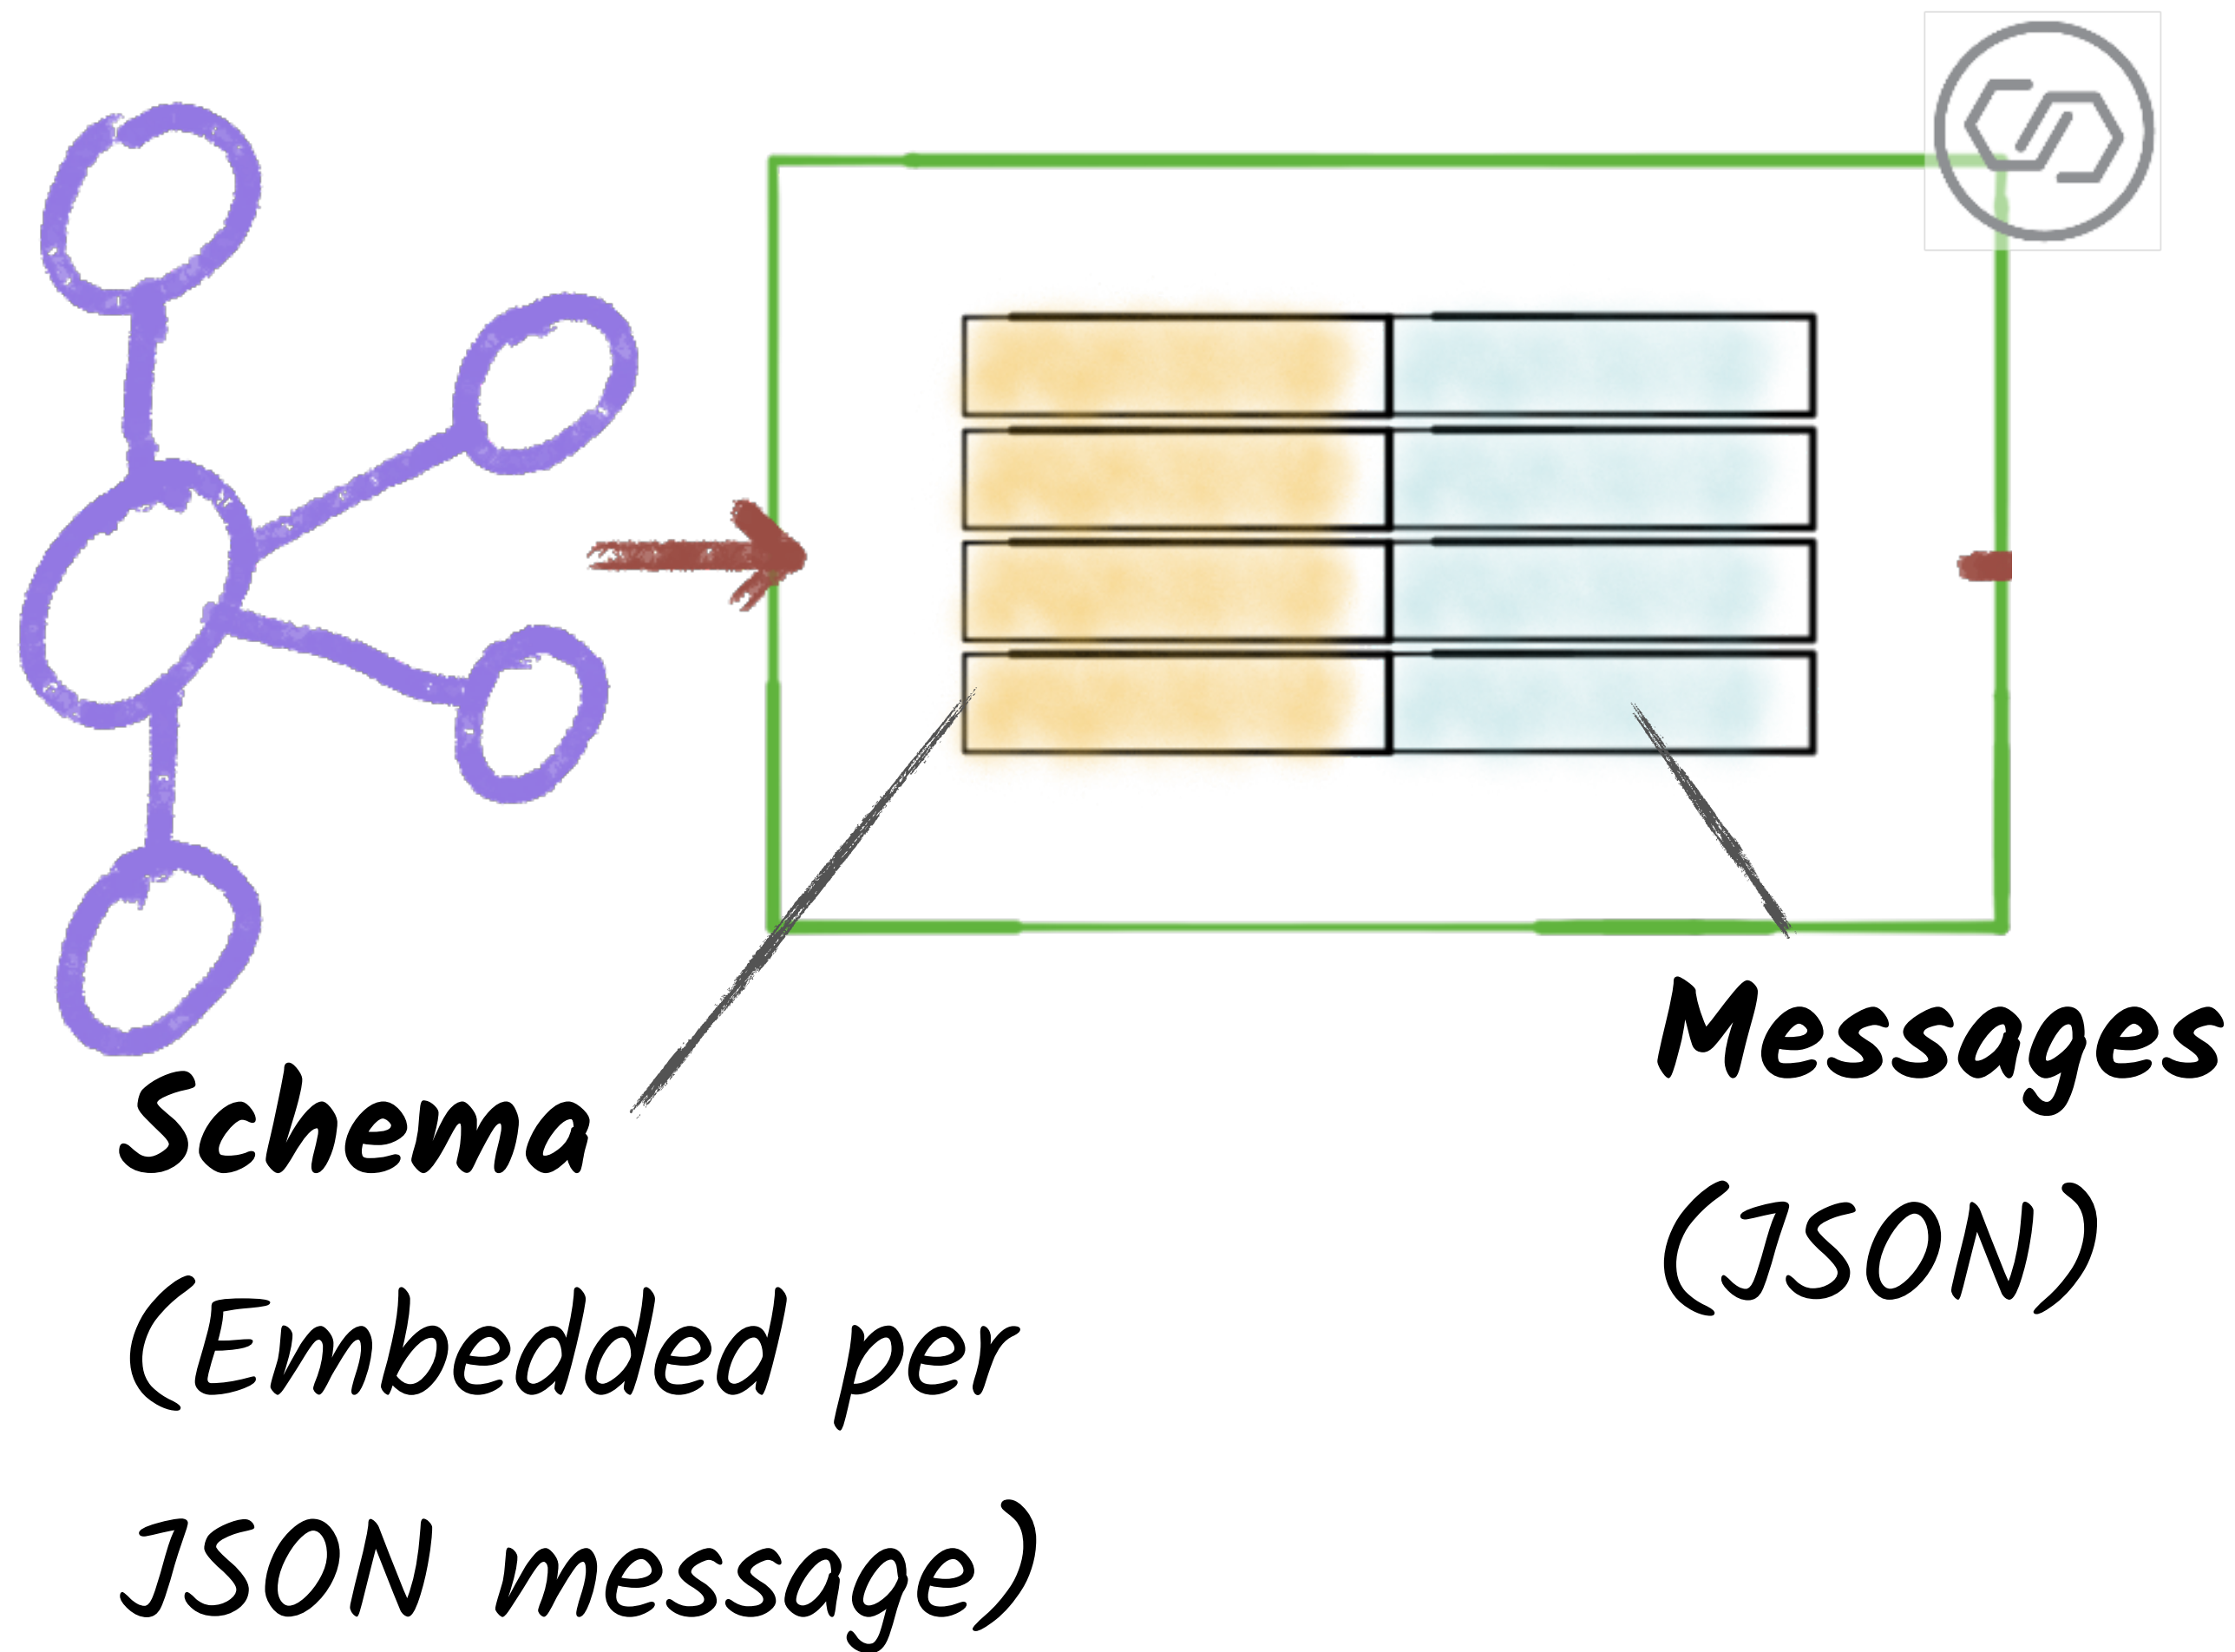 Schema
(Embedded per
JSON message)
Messages
(JSON)